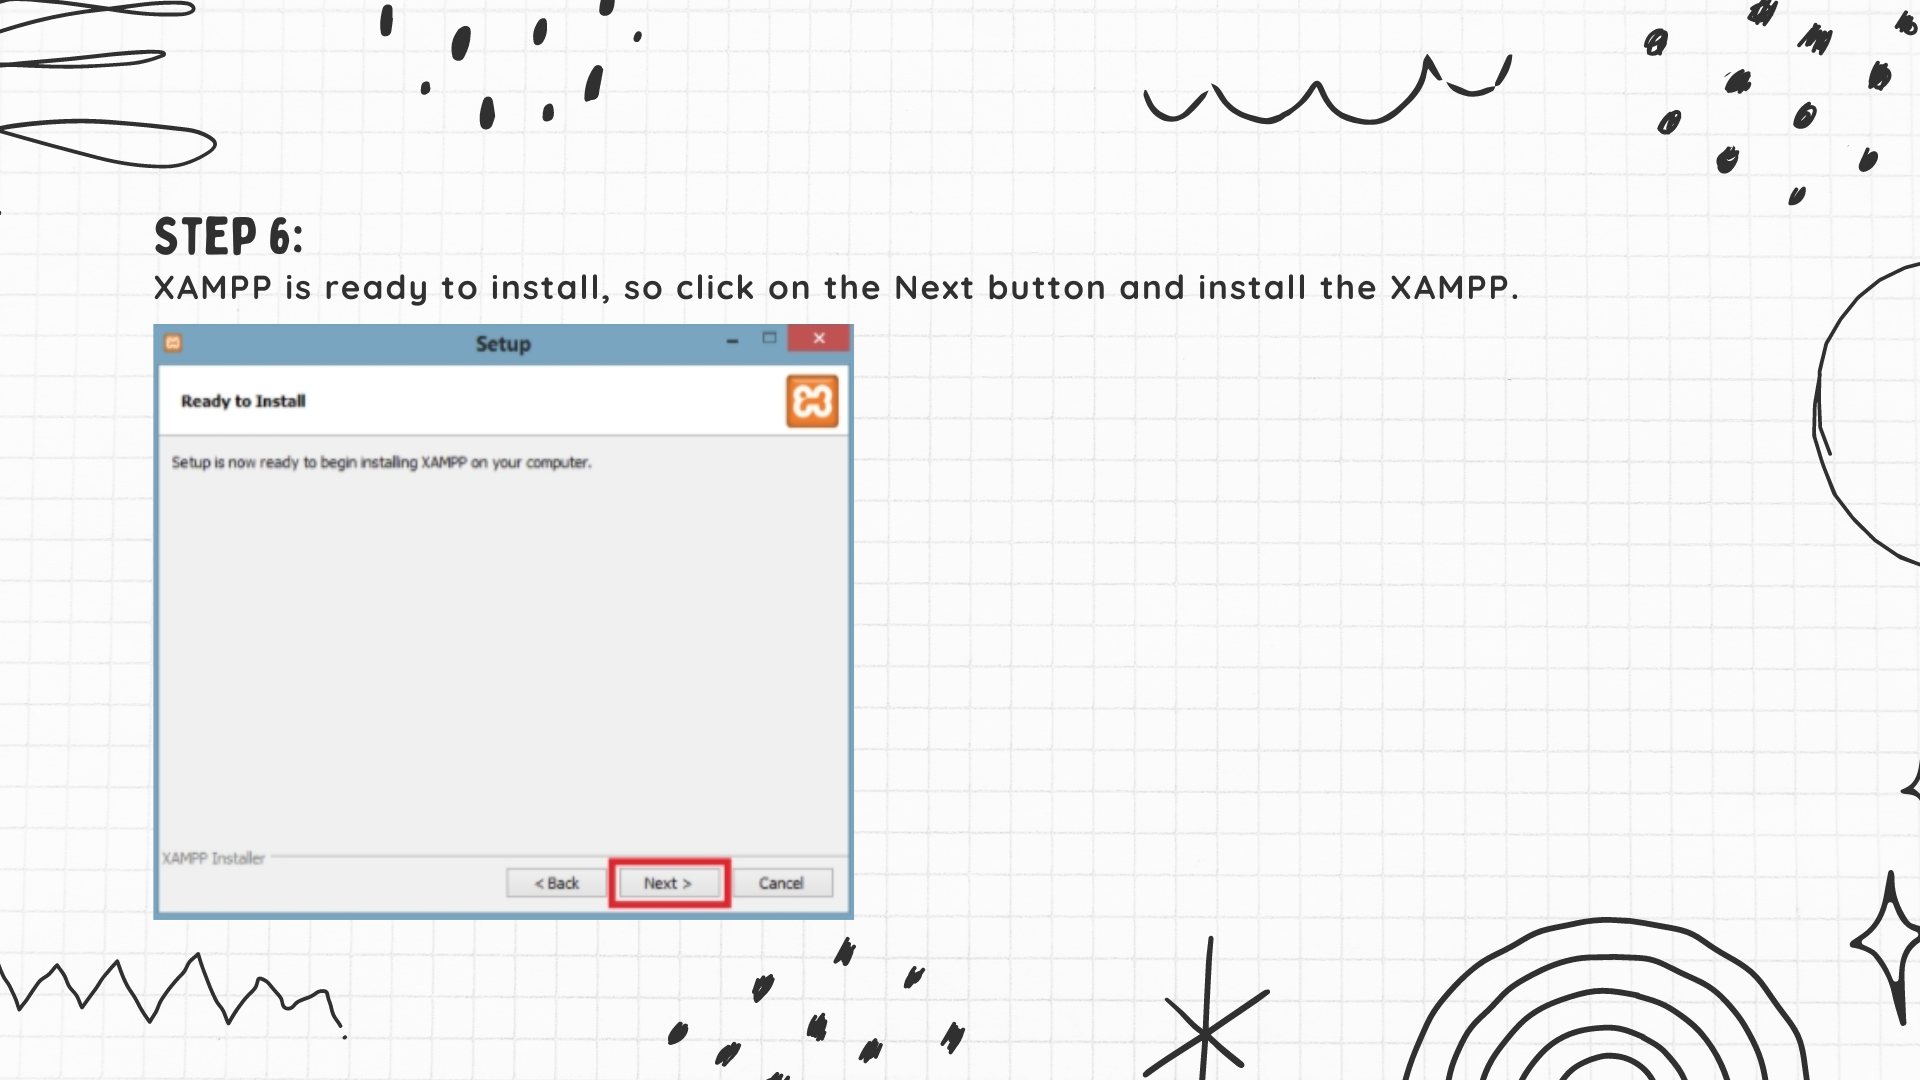 STEP 6:
XAMPP is ready to install, so click on the Next button and install the XAMPP.
Setup
Ready to Install
Setup is now ready to begin installing XAMPP on your computer.
XAMPP Installer
< Back Next > Cancel